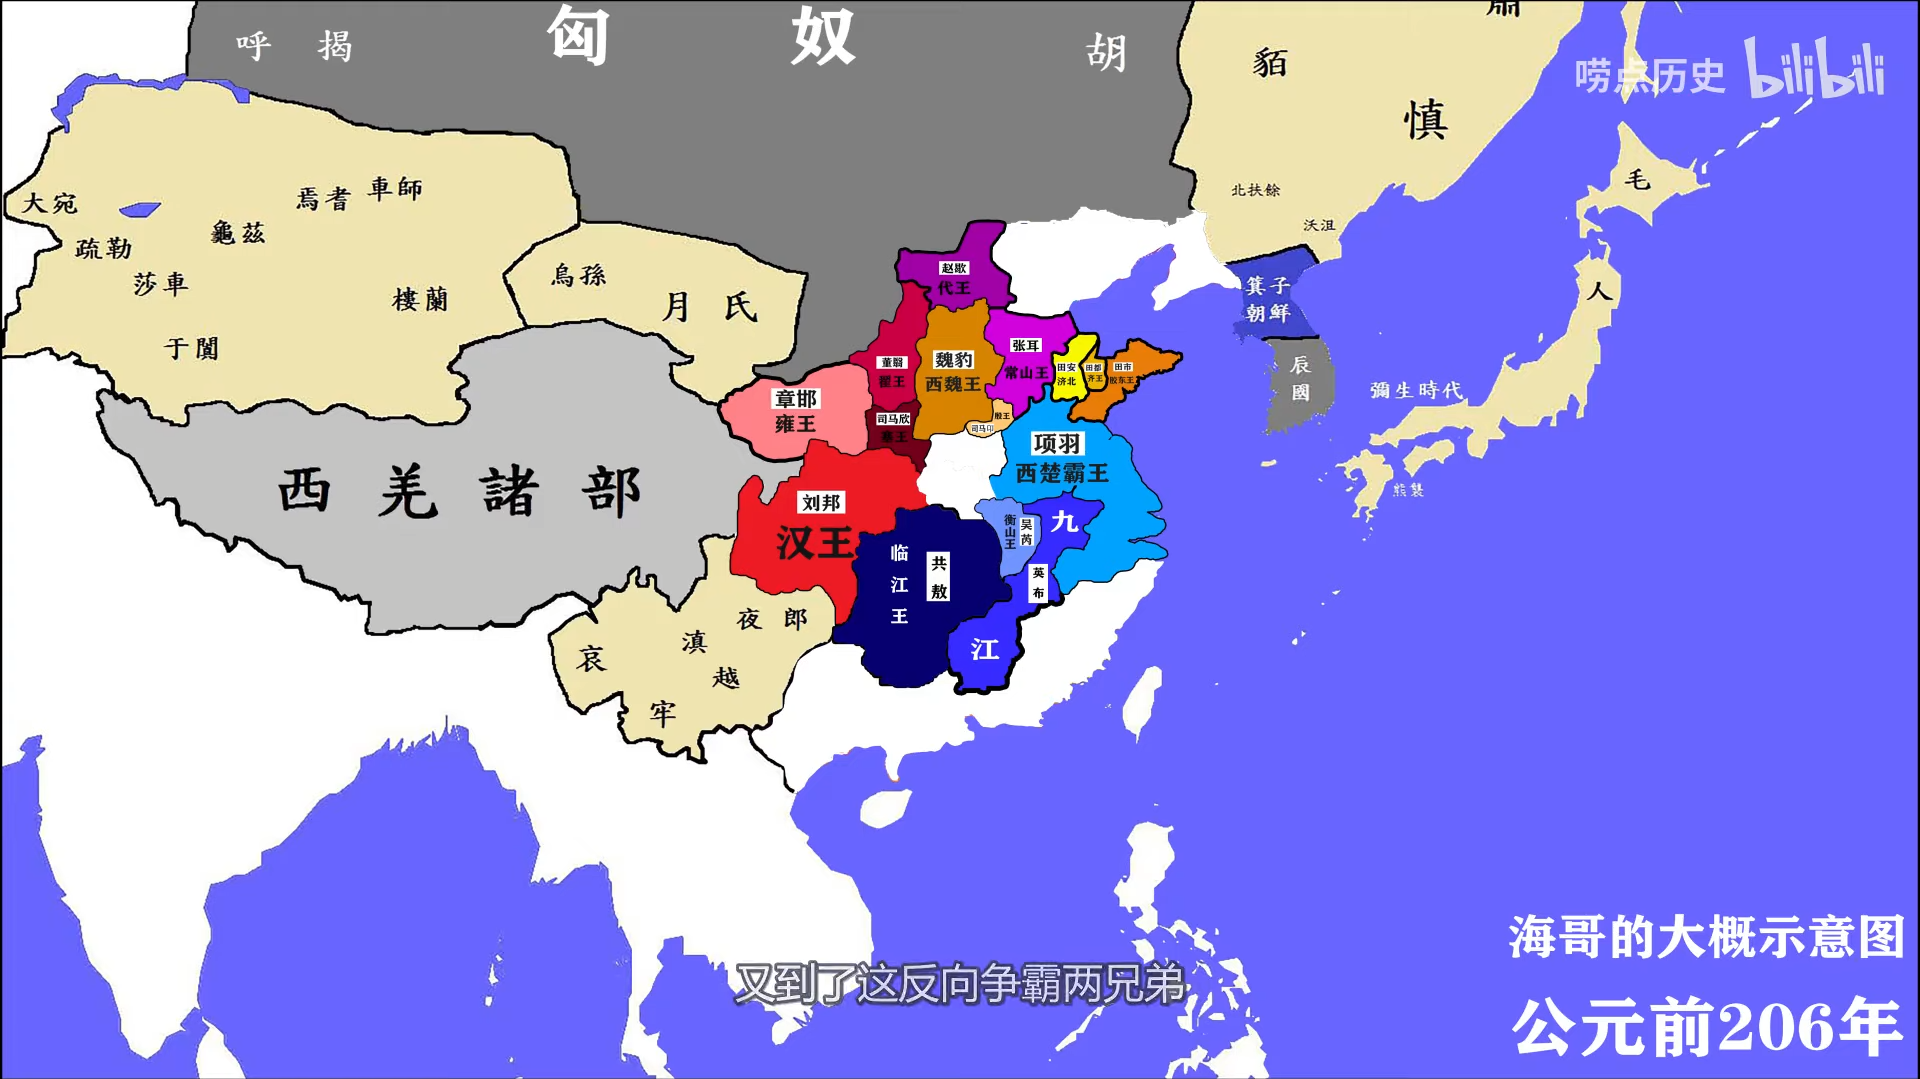 肅
匈 奴
呼 揭
胡
貊
唠点历史 bilibili
慎
毛
北扶餘
沃沮
大宛
焉耆
車師
龜茲
疏勒
莎車
樓蘭
于闐
烏孫
月 氏
箕子
朝鮮
人
辰
國
彌生時代
熊襲
赵歇
代王
张耳
常山王
魏豹
西魏王
董翳
翟王
田安
济北
田都
齐王
田市
胶东王
章邯
雍王
司马欣
塞王
殷王
司马卬
项羽
西楚霸王
西羌諸部
刘邦
汉王
衡山王
吴芮
九
临江王
共敖
英布
江
夜 郎
滇
越
哀
牢
海哥的大概示意图
又到了这反向争霸两兄弟
公元前206年